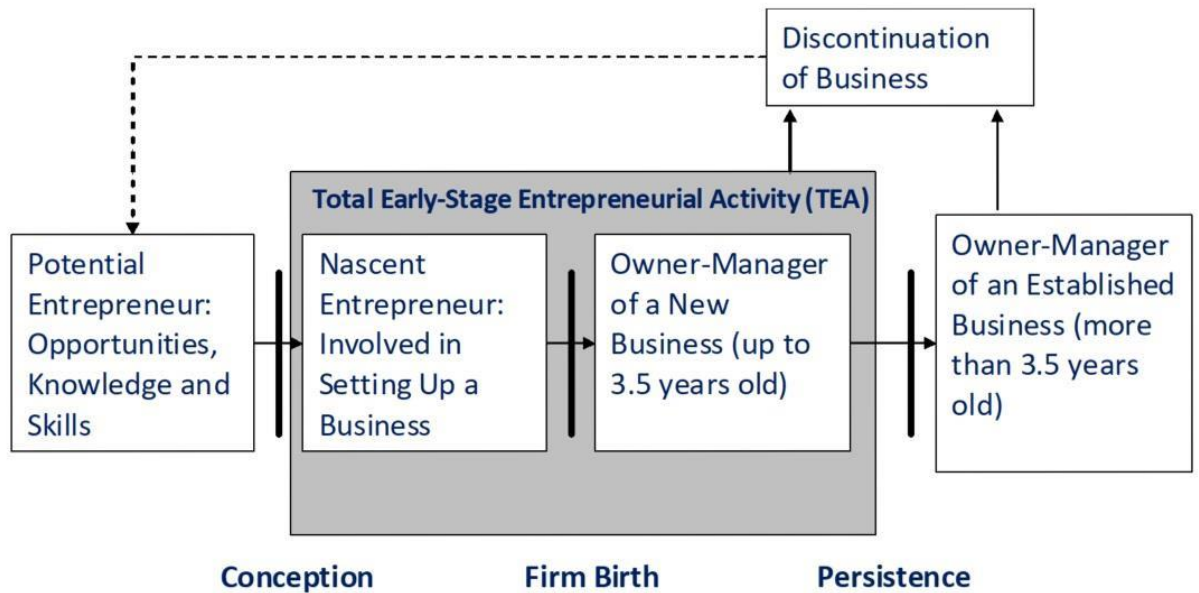 Discontinuation
of Business
Total Early-Stage Entrepreneurial Activity (TEA)
Potential
Entrepreneur:
Opportunities,
Knowledge and
Skills
Nascent
Entrepreneur:
Involved in
Setting Up a
Business
Owner-Manager
of a New
Business (up to
3.5 years old)
Owner-Manager
of an Established
Business (more
than 3.5 years
old)
Conception
Firm Birth
Persistence